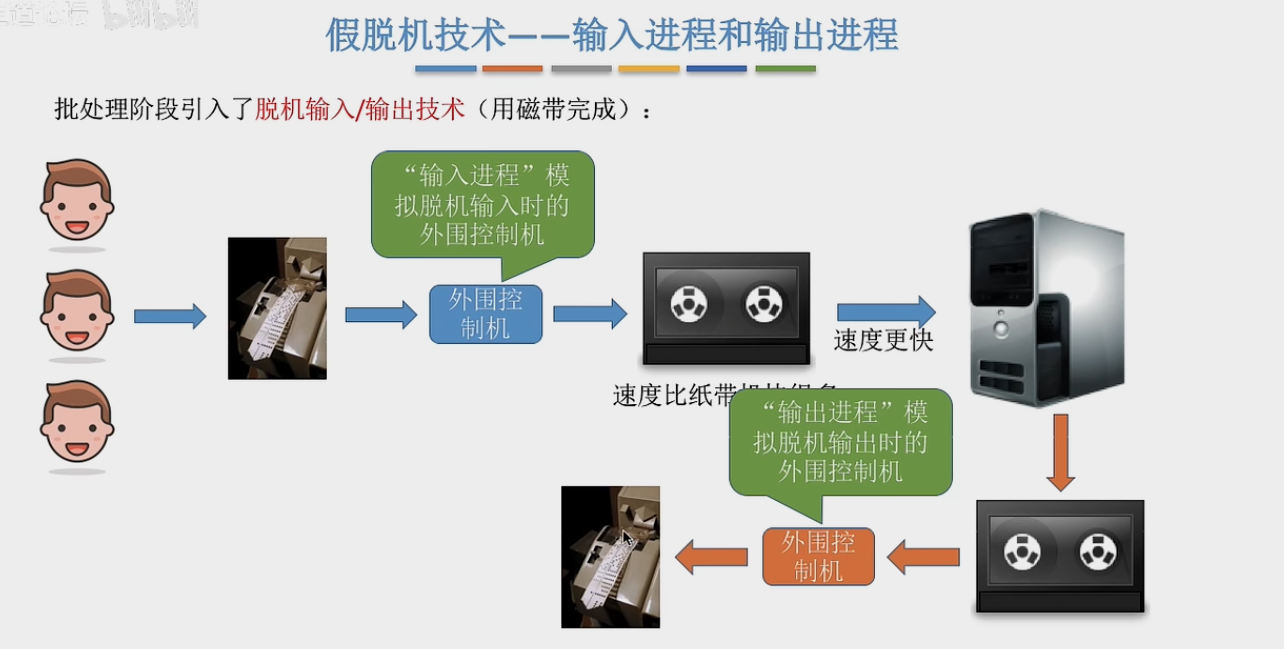 假脱机技术——输入进程和输出进程
批处理阶段引入了脱机输入/输出技术（用磁带完成）：
“输入进程”模
拟脱机输入时的
外围控制机
外围控
制机
速度更快
速度比纸带机
“输出进程”模
拟脱机输出时的
外围控制机
外围控
制机